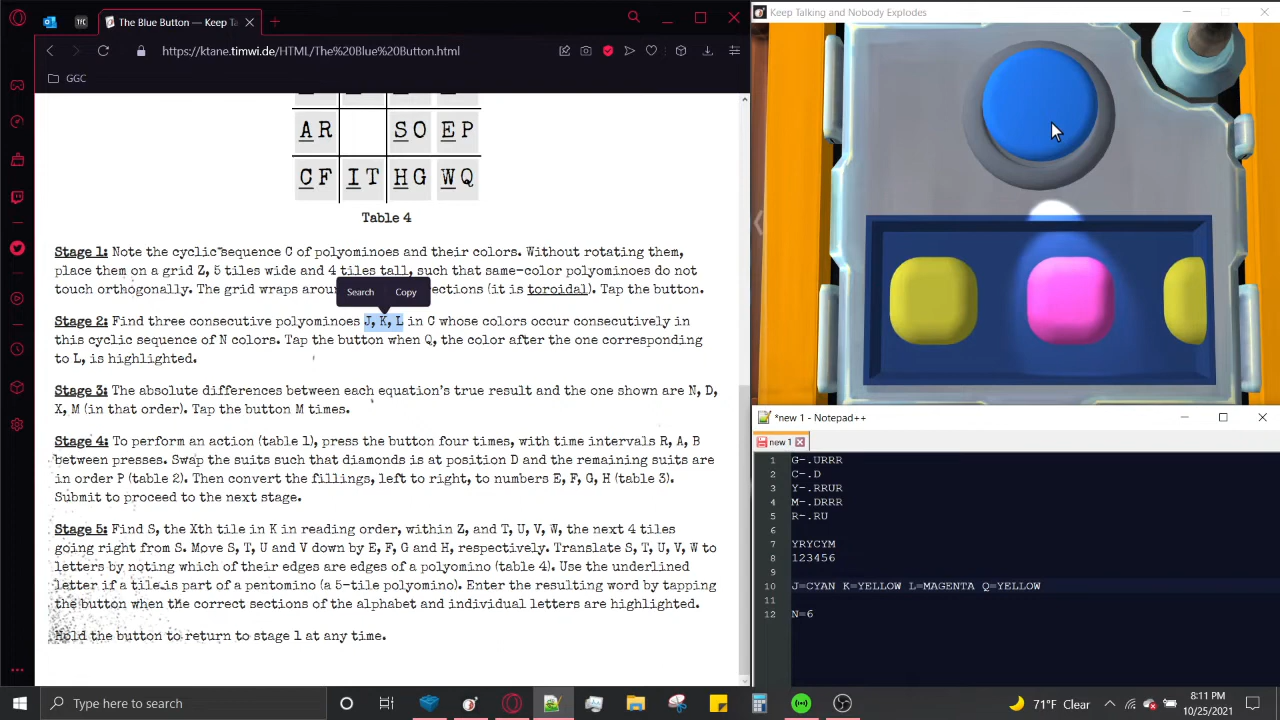 The Blue Button — Keep Ta
https://ktane.timwi.de/HTML/The%20Blue%20Button.html
GGC
AR SO EP
CF IT HG WQ
Table 4
Stage 1: Note the cyclic sequence C of polyominoes and their colors. Without rotating them,
place them on a grid Z, 5 tiles wide and 4 tiles tall, such that same-color polyominoes do not
touch orthogonally. The grid wraps around
sections (it is toroidal). Tap the button.
Search Copy
Stage 2: Find three consecutive polyominoes J, K, L in C whose colors occur consecutively in
this cyclic sequence of N colors. Tap the button when Q, the color after the one corresponding
to L, is highlighted.
Stage 3: The absolute differences between each equation's true result and the one shown are N, D,
X, M (in that order). Tap the button M times.
Stage 4: To perform an action (table 1), press the button four times, with time intervals R, A, B
between presses. Swap the suits such that diamonds is at position D and the remaining suits are
in order P (table 2). Then convert the fillings, left to right, to numbers E, F, G, H (table 3).
Submit to proceed to the next stage.
Stage 5: Find S, the Xth tile in K in reading order, within Z, and T, U, V, W, the next 4 tiles
going right from S. Move S, T, U and V down by E, F, G and H, respectively. Translate S, T, U, V, W to
letters by noting which of their edges are edges of a polyomino (table 4). Use the underlined
letter if a tile is part of a pentomino (5-tile polyomino). Enter the resulting word by tapping
the button when the correct sections of the alphabet and individual letters are highlighted.
Hold the button to return to stage 1 at any time.
Keep Talking and Nobody Explodes
*new 1 - Notepad++
new 1
1 G-.URRR
2 C-.D
3 Y-.RRUR
4 M-.DRRR
5 R-.RU
6
7 YRYCYM
8 123456
9
10 J=CYAN K=YELLOW L=MAGENTA Q=YELLOW
11
12 N=6
Type here to search
71°F Clear
8:11 PM
10/25/2021